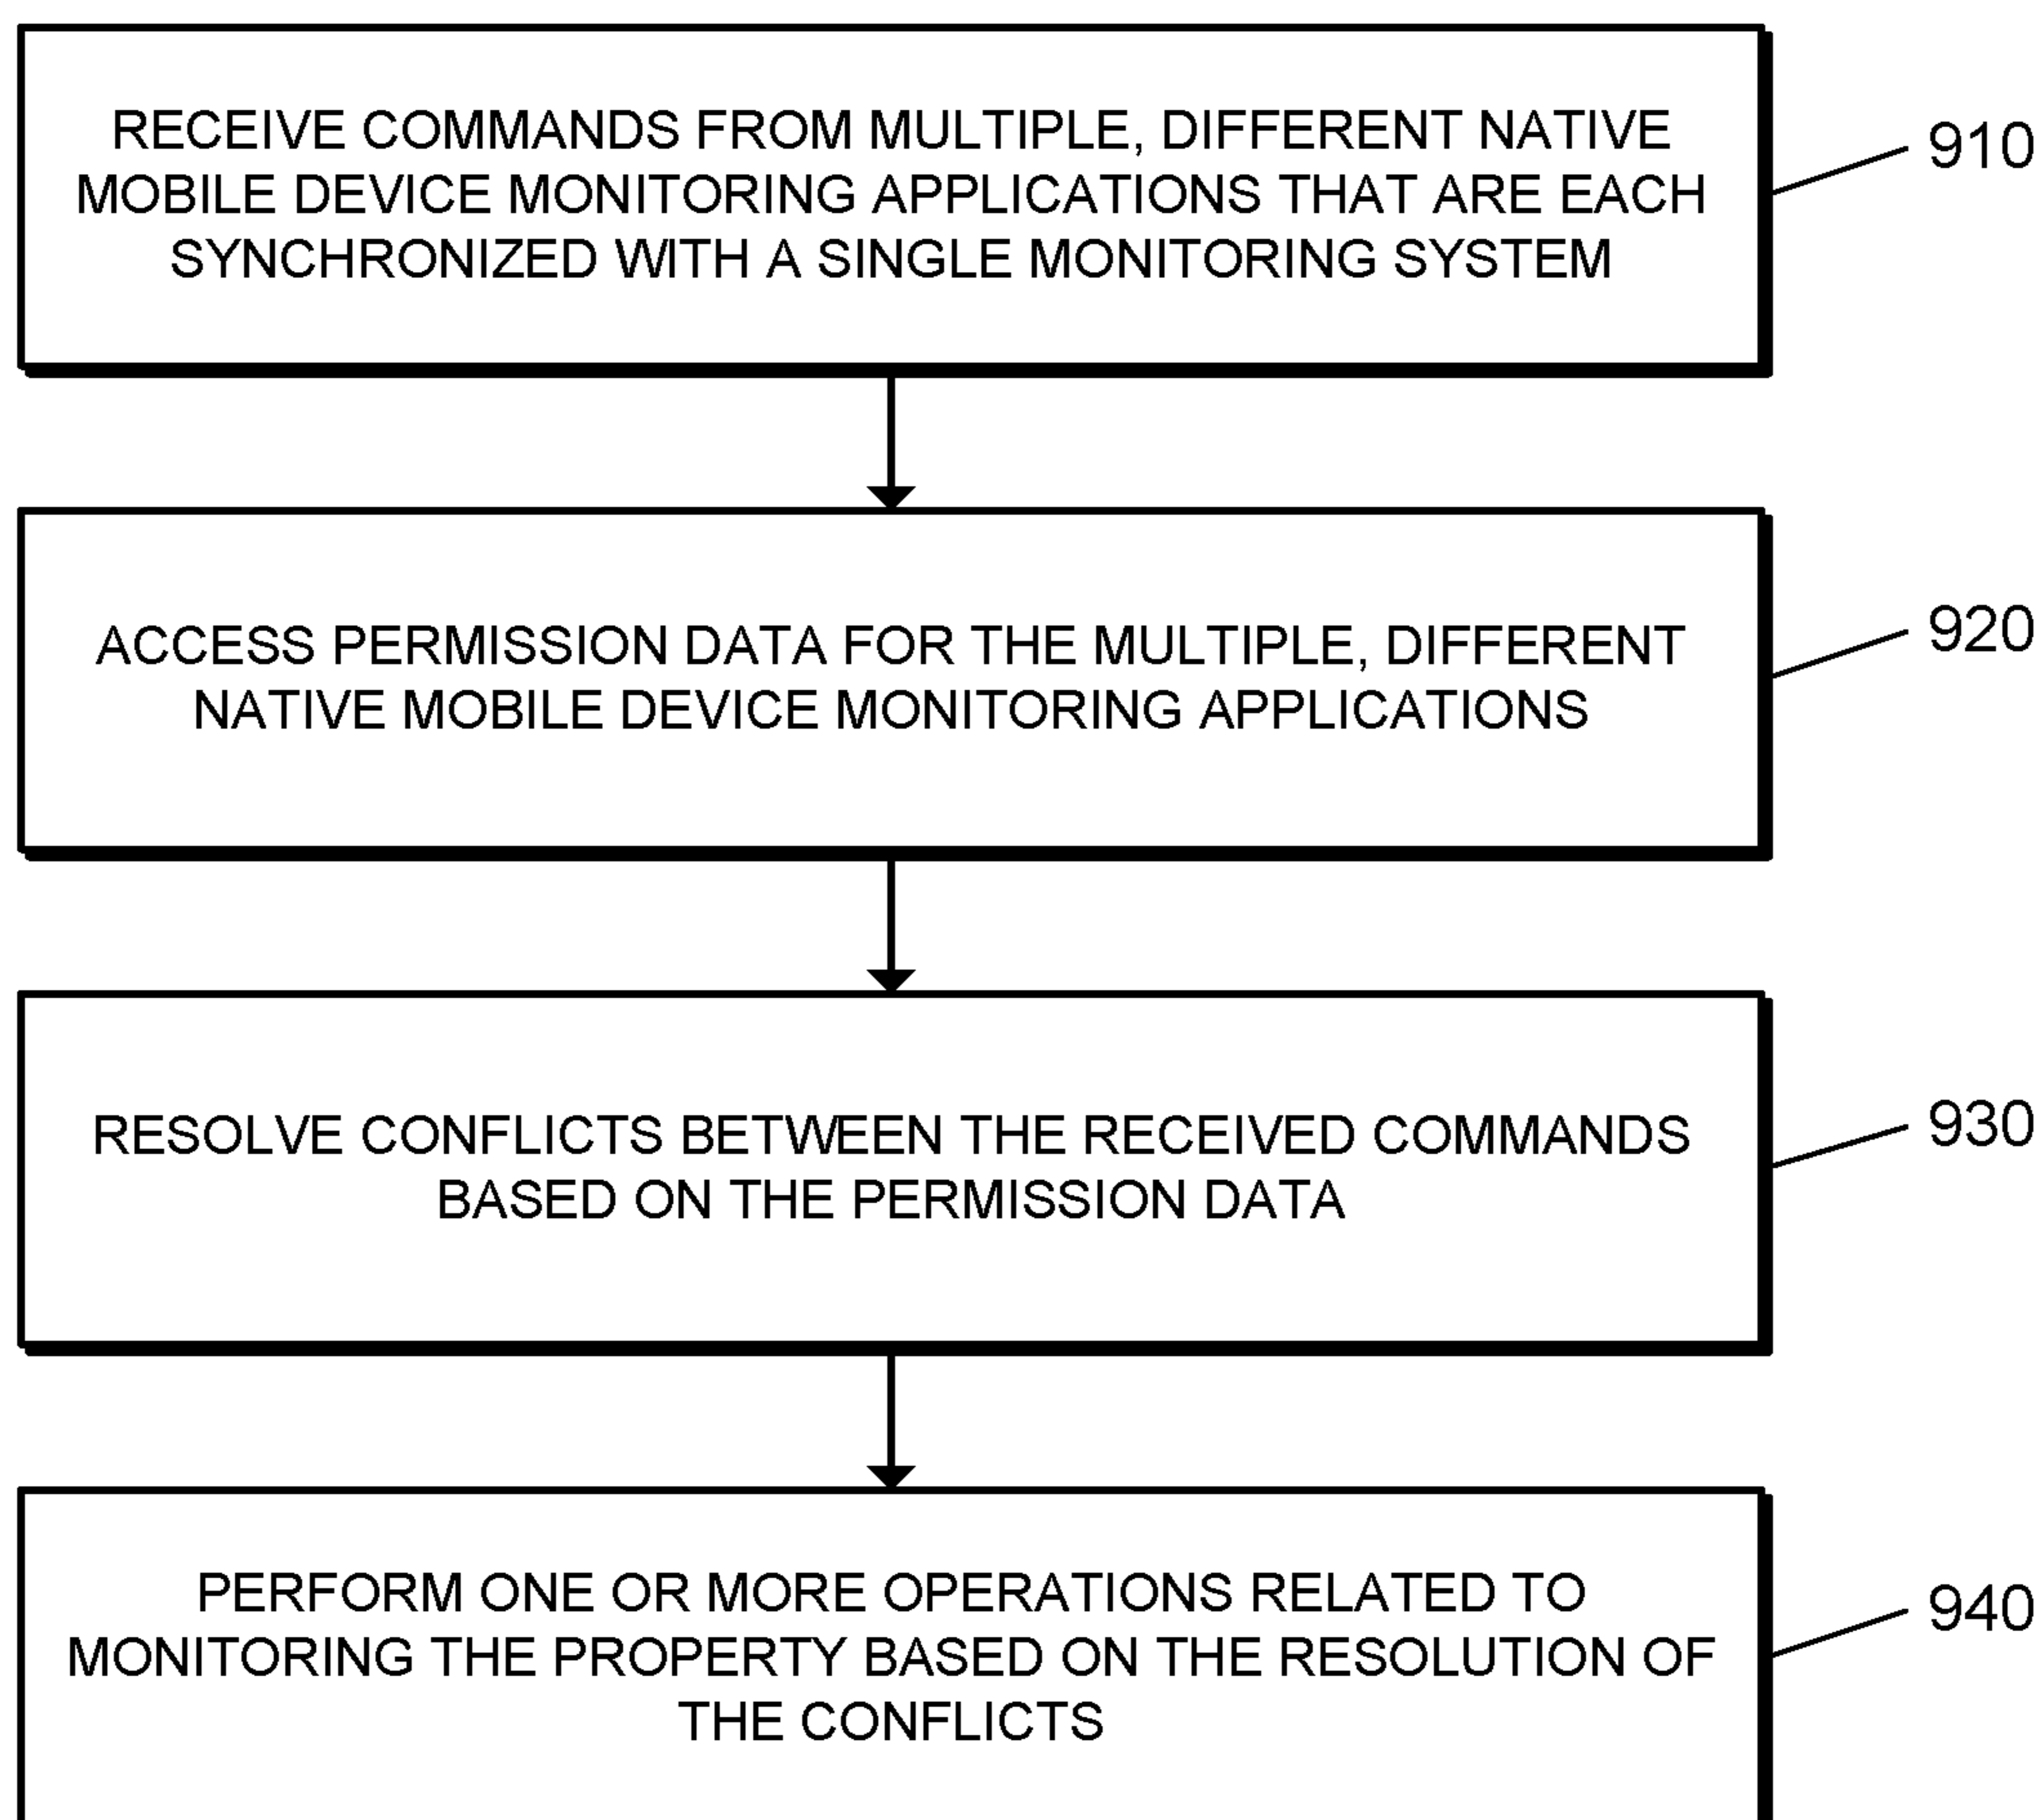 RECEIVE COMMANDS FROM MULTIPLE, DIFFERENT NATIVE
MOBILE DEVICE MONITORING APPLICATIONS THAT ARE EACH
SYNCHRONIZED WITH A SINGLE MONITORING SYSTEM
910
ACCESS PERMISSION DATA FOR THE MULTIPLE, DIFFERENT
NATIVE MOBILE DEVICE MONITORING APPLICATIONS
920
RESOLVE CONFLICTS BETWEEN THE RECEIVED COMMANDS
BASED ON THE PERMISSION DATA
930
PERFORM ONE OR MORE OPERATIONS RELATED TO
MONITORING THE PROPERTY BASED ON THE RESOLUTION OF
THE CONFLICTS
940